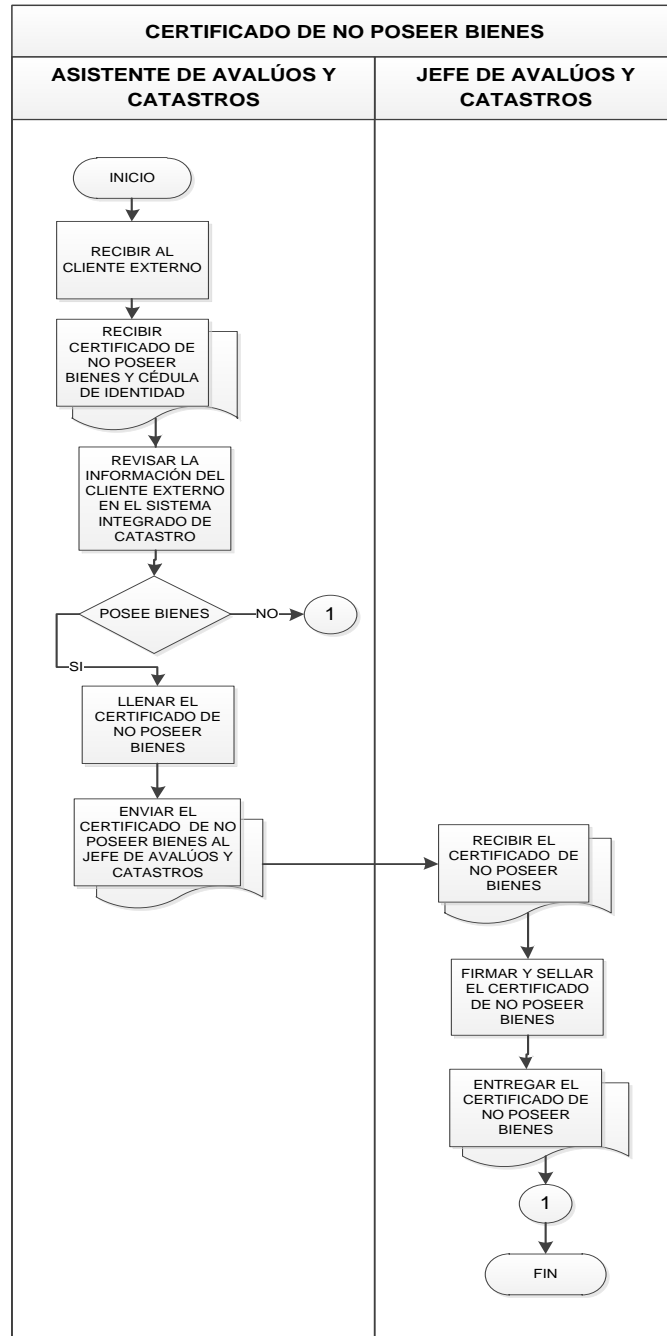 CERTIFICADO DE NO POSEER BIENES
ASISTENTE DE AVALÚOS Y
CATASTROS
JEFE DE AVALÚOS Y
CATASTROS
INICIO
RECIBIR AL
CLIENTE EXTERNO
RECIBIR
CERTIFICADO DE
NO POSEER
BIENES Y CÉDULA
DE IDENTIDAD
REVISAR LA
INFORMACIÓN DEL
CLIENTE EXTERNO
EN EL SISTEMA
INTEGRADO DE
CATASTRO
POSEE BIENES
NO
1
SI
LLENAR EL
CERTIFICADO DE
NO POSEER
BIENES
ENVIAR EL
CERTIFICADO DE NO
POSEER BIENES AL
JEFE DE AVALÚOS Y
CATASTROS
RECIBIR EL
CERTIFICADO DE
NO POSEER
BIENES
FIRMAR Y SELLAR
EL CERTIFICADO
DE NO POSEER
BIENES
ENTREGAR EL
CERTIFICADO DE
NO POSEER
BIENES
1
FIN